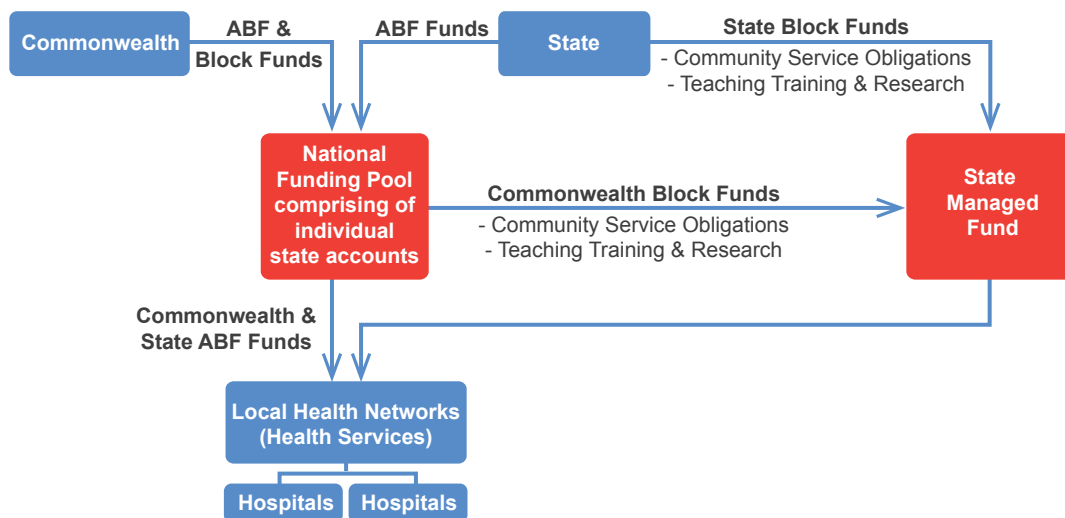 Commonwealth
ABF &
Block Funds
ABF Funds
State
State Block Funds
- Community Service Obligations
- Teaching Training & Research
National
Funding Pool
comprising of
individual
state accounts
Commonwealth Block Funds
- Community Service Obligations
- Teaching Training & Research
State
Managed
Fund
Commonwealth &
State ABF Funds
Local Health Networks
(Health Services)
Hospitals
Hospitals